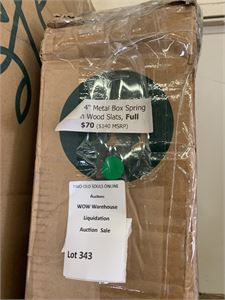 4" Metal Box Spring
n Wood Slats, Full
$70 ($140 MSRP)
TWO OLD SOULS ONLINE
Auctions
WOW Warehouse
Liquidation
Auction Sale
Lot 343